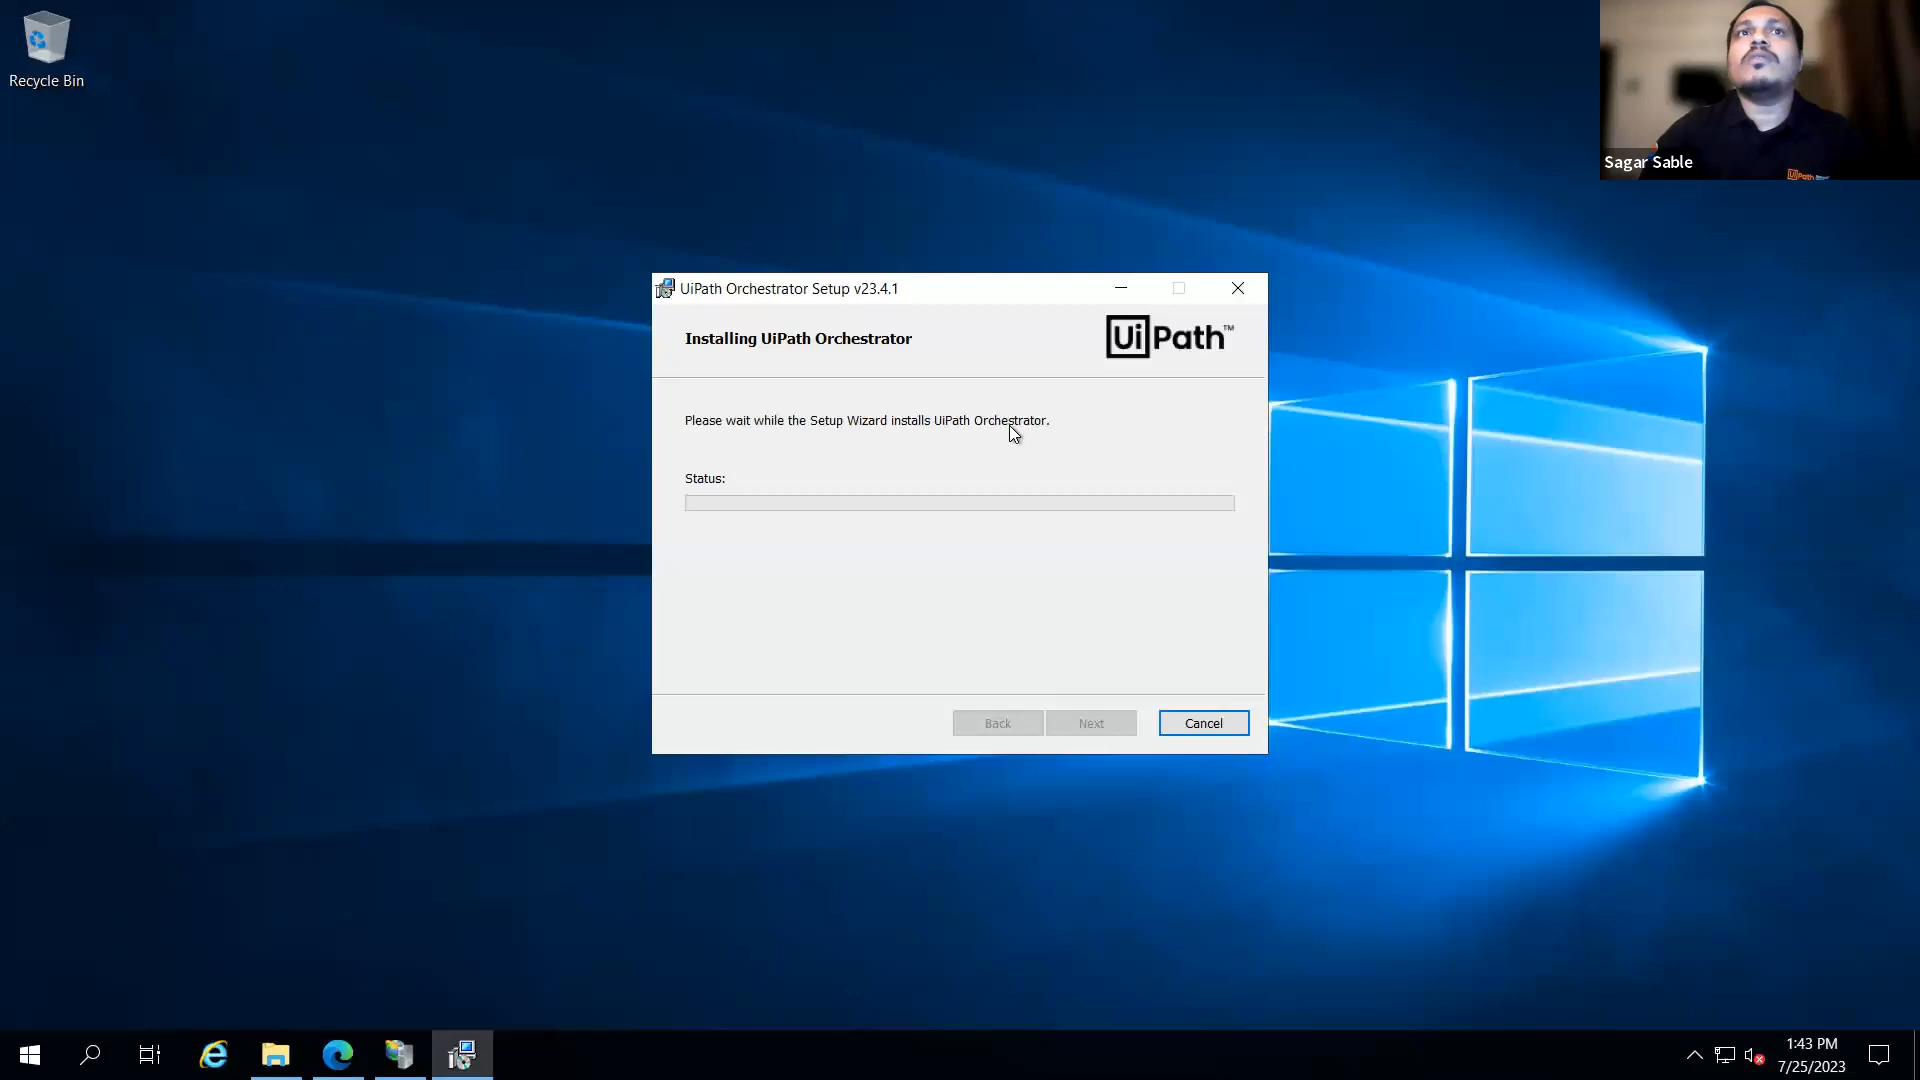 Recycle Bin
Sagar Sable
UiPath
UiPath Orchestrator Setup v23.4.1
Installing UiPath Orchestrator
UiPath™
Please wait while the Setup Wizard installs UiPath Orchestrator.
Status:
Back
Next
Cancel
1:43 PM
7/25/2023